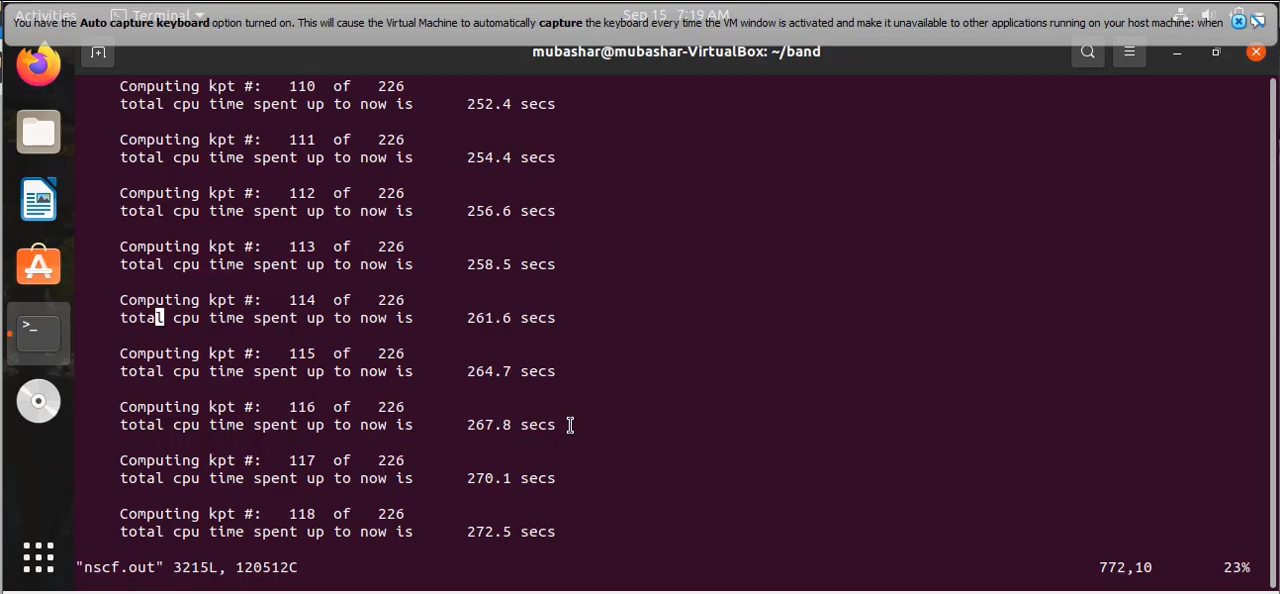 Activities Terminal Sep 15 7:19 AM
You have the Auto capture keyboard option turned on. This will cause the Virtual Machine to automatically capture the keyboard every time the VM window is activated and make it unavailable to other applications running on your host machine: when
mubashar@mubashar-VirtualBox: ~/band
Computing kpt #: 110 of 226
total cpu time spent up to now is 252.4 secs
Computing kpt #: 111 of 226
total cpu time spent up to now is 254.4 secs
Computing kpt #: 112 of 226
total cpu time spent up to now is 256.6 secs
Computing kpt #: 113 of 226
total cpu time spent up to now is 258.5 secs
Computing kpt #: 114 of 226
total cpu time spent up to now is 261.6 secs
Computing kpt #: 115 of 226
total cpu time spent up to now is 264.7 secs
Computing kpt #: 116 of 226
total cpu time spent up to now is 267.8 secs
Computing kpt #: 117 of 226
total cpu time spent up to now is 270.1 secs
Computing kpt #: 118 of 226
total cpu time spent up to now is 272.5 secs
"nscf.out" 3215L, 120512C 772,10 23%